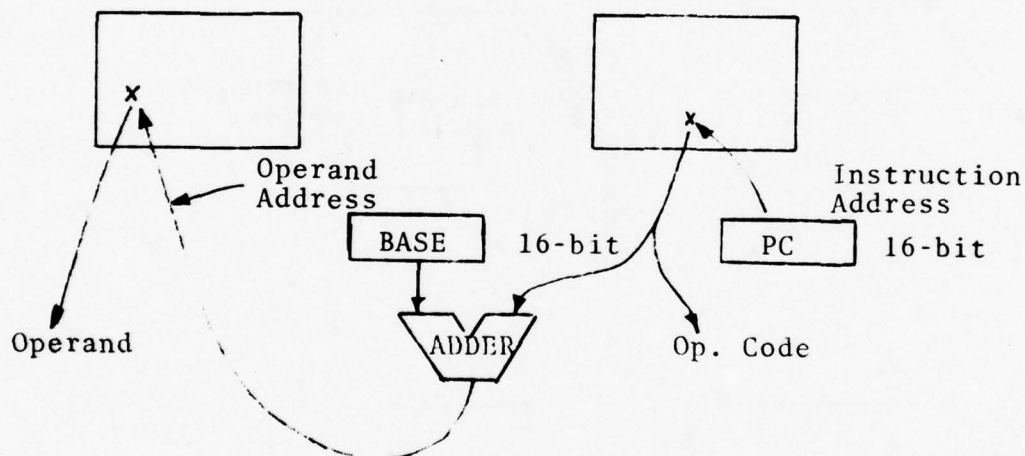 x
x
Operand
Address
Instruction
Address
BASE
16-bit
PC
16-bit
Operand
ADDER
Op. Code